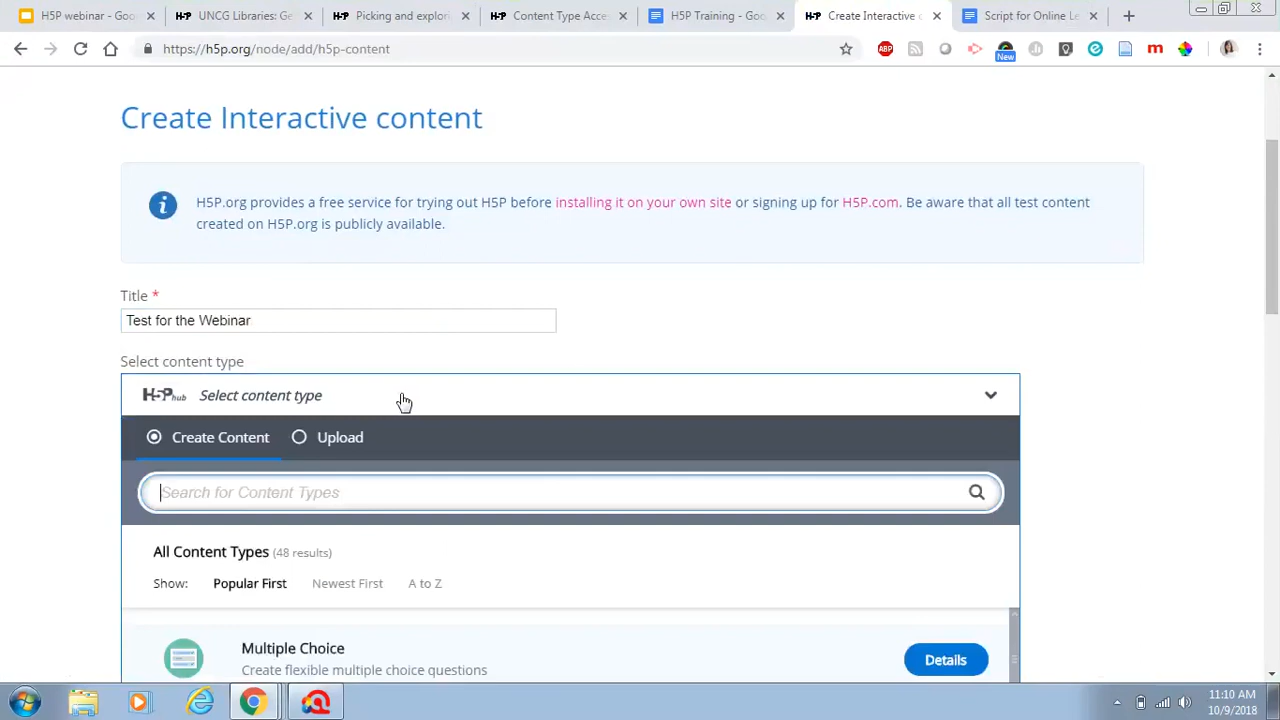 H5P webinar - Goog
UNCG Libraries Ge
Picking and explori
Content Type Acce
H5P Training - Goo
Create Interactive c
Script for Online Le
https://h5p.org/node/add/h5p-content
ABP
New
m
Create Interactive content
H5P.org provides a free service for trying out H5P before installing it on your own site or signing up for H5P.com. Be aware that all test content
created on H5P.org is publicly available.
Title *
Test for the Webinar
Select content type
H5P hub Select content type
Create Content Upload
Search for Content Types
All Content Types (48 results)
Show: Popular First Newest First A to Z
Multiple Choice
Create flexible multiple choice questions
Details
11:10 AM
10/9/2018